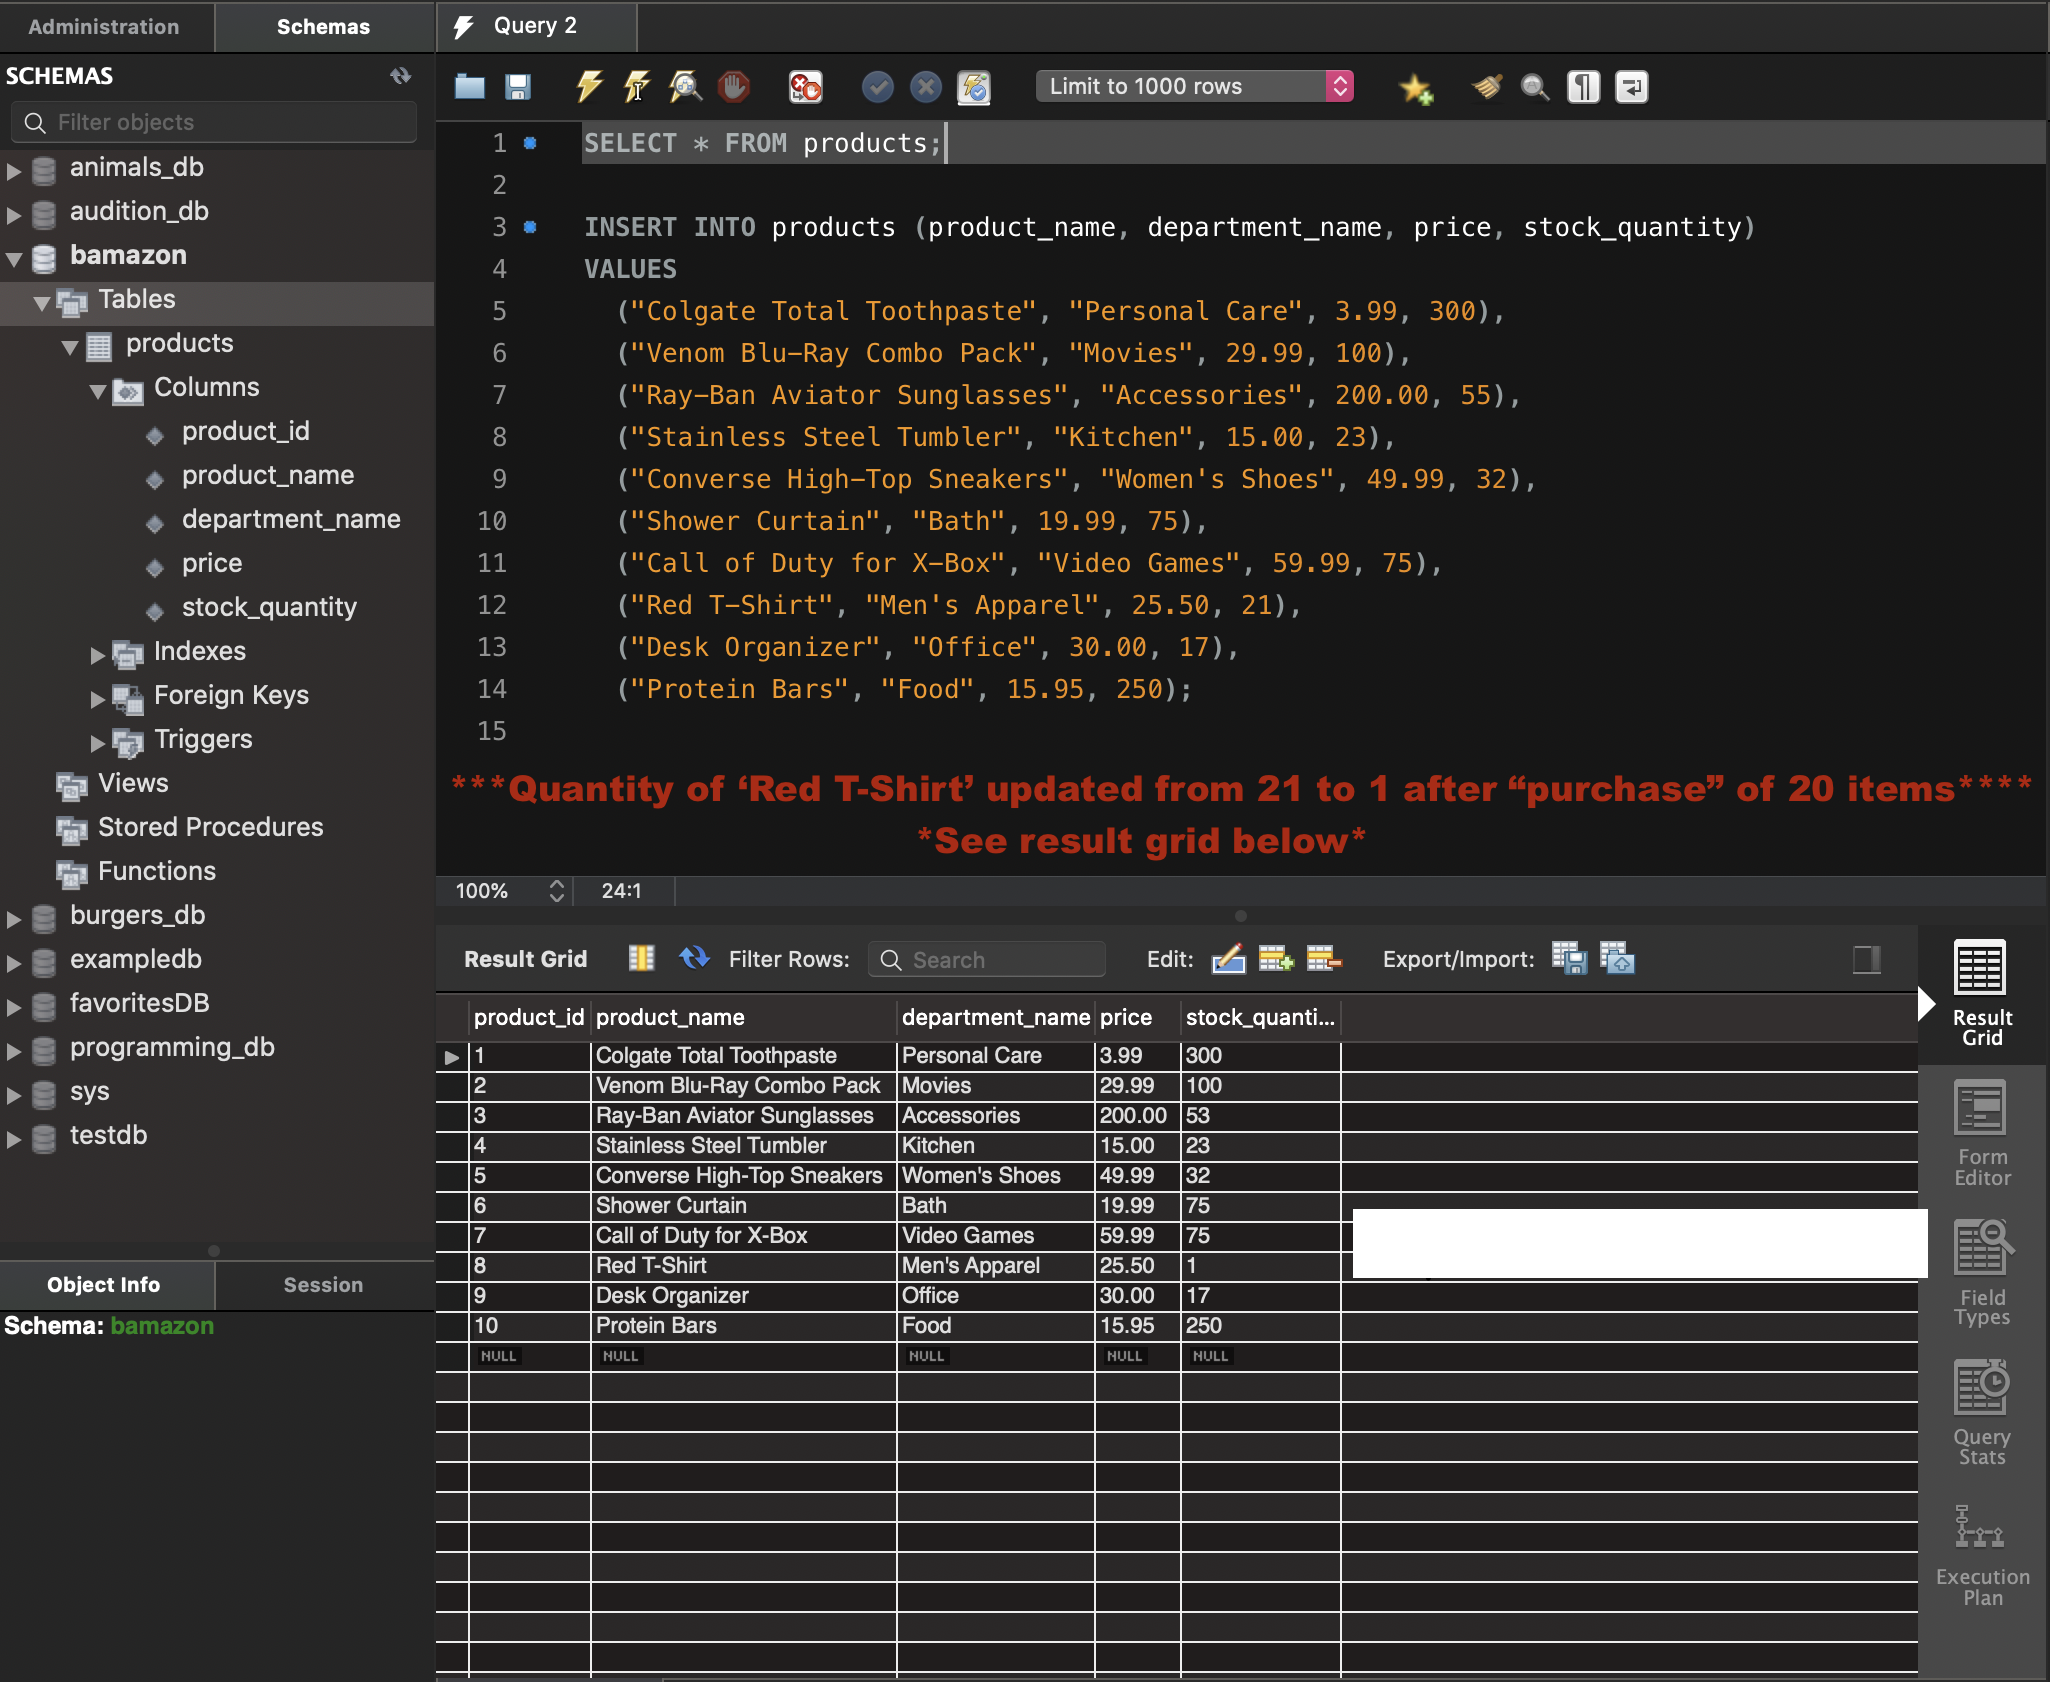 Administration
Schemas
Query 2
SCHEMAS
Filter objects
animals_db
audition_db
bamazon
Tables
products
Columns
product_id
product_name
department_name
price
stock_quantity
Indexes
Foreign Keys
Triggers
Views
Stored Procedures
Functions
burgers_db
exampledb
favoritesDB
programming_db
sys
testdb
Object Info
Session
Schema: bamazon
Limit to 1000 rows
1 SELECT * FROM products;
2
3 INSERT INTO products (product_name, department_name, price, stock_quantity)
4 VALUES
5 ("Colgate Total Toothpaste", "Personal Care", 3.99, 300),
6 ("Venom Blu-Ray Combo Pack", "Movies", 29.99, 100),
7 ("Ray-Ban Aviator Sunglasses", "Accessories", 200.00, 55),
8 ("Stainless Steel Tumbler", "Kitchen", 15.00, 23),
9 ("Converse High-Top Sneakers", "Women's Shoes", 49.99, 32),
10 ("Shower Curtain", "Bath", 19.99, 75),
11 ("Call of Duty for X-Box", "Video Games", 59.99, 75),
12 ("Red T-Shirt", "Men's Apparel", 25.50, 21),
13 ("Desk Organizer", "Office", 30.00, 17),
14 ("Protein Bars", "Food", 15.95, 250);
15
***Quantity of ‘Red T-Shirt’ updated from 21 to 1 after “purchase” of 20 items****
*See result grid below*
100% 24:1
Result Grid Filter Rows: Search Edit: Export/Import:
product_id product_name department_name price stock_quanti...
1 Colgate Total Toothpaste Personal Care 3.99 300
2 Venom Blu-Ray Combo Pack Movies 29.99 100
3 Ray-Ban Aviator Sunglasses Accessories 200.00 53
4 Stainless Steel Tumbler Kitchen 15.00 23
5 Converse High-Top Sneakers Women's Shoes 49.99 32
6 Shower Curtain Bath 19.99 75
7 Call of Duty for X-Box Video Games 59.99 75
8 Red T-Shirt Men's Apparel 25.50 1
9 Desk Organizer Office 30.00 17
10 Protein Bars Food 15.95 250
NULL NULL NULL NULL NULL
Result
Grid
Form
Editor
Field
Types
Query
Stats
Execution
Plan